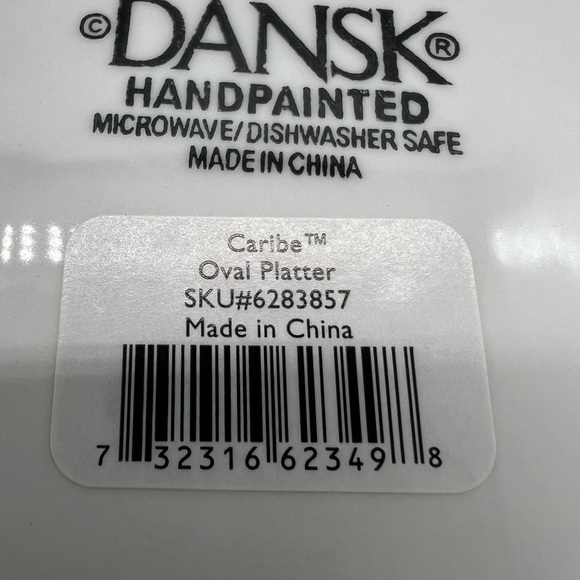 ©DANSK®
HANDPAINTED
MICROWAVE/DISHWASHER SAFE
MADE IN CHINA
Caribe™
Oval Platter
SKU#6283857
Made in China
7 32316 62349 8